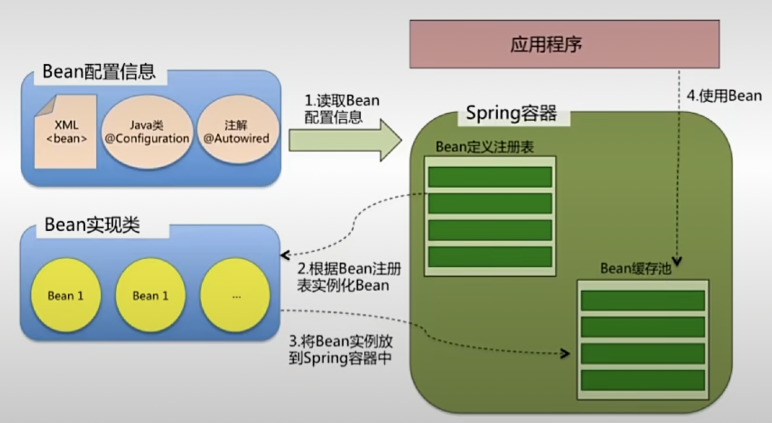 应用程序
Bean配置信息
XML
<bean>
Java类
@Configuration
注解
@Autowired
1.读取Bean
配置信息
Spring容器
4.使用Bean
Bean定义注册表
Bean实现类
Bean 1
Bean 1
...
2.根据Bean注册
表实例化Bean
Bean缓存池
3.将Bean实例放
到Spring容器中